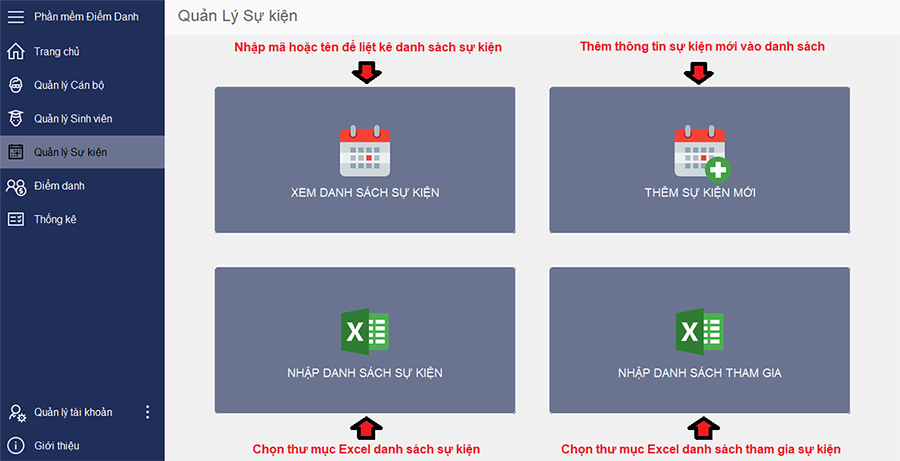 Phần mềm Điểm Danh
Trang chủ
Quản lý Cán bộ
Quản lý Sinh viên
Quản lý Sự kiện
Điểm danh
Thống kê
Quản lý tài khoản
Giới thiệu
Quản Lý Sự kiện
Nhập mã hoặc tên để liệt kê danh sách sự kiện
Thêm thông tin sự kiện mới vào danh sách
XEM DANH SÁCH SỰ KIỆN
THÊM SỰ KIỆN MỚI
X
X
NHẬP DANH SÁCH SỰ KIỆN
NHẬP DANH SÁCH THAM GIA
Chọn thư mục Excel danh sách sự kiện
Chọn thư mục Excel danh sách tham gia sự kiện